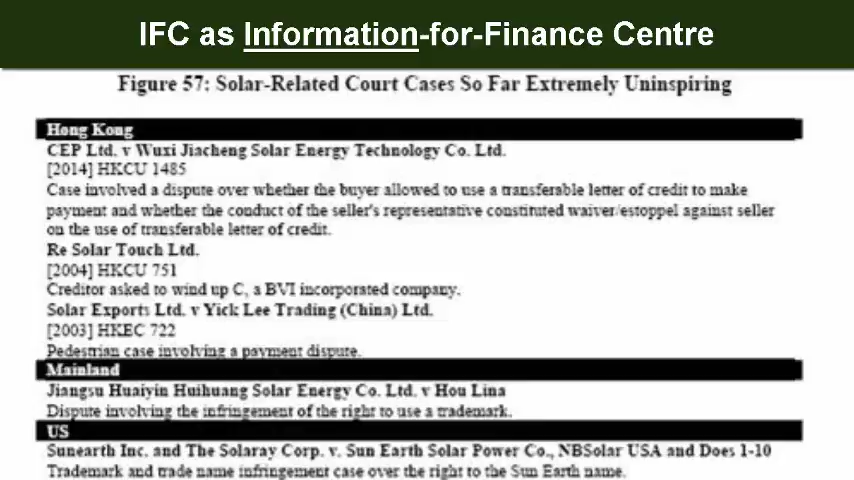 IFC as Information-for-Finance Centre
Figure 57: Solar-Related Court Cases So Far Extremely Uninspiring
Hong Kong
CEP Ltd. v Wuxi Jiacheng Solar Energy Technology Co. Ltd.
[2014] HKCU 1485
Case involved a dispute over whether the buyer allowed to use a transferable letter of credit to make
payment and whether the conduct of the seller's representative constituted waiver/estoppel against seller
on the use of transferable letter of credit.
Re Solar Touch Ltd.
[2004] HKCU 751
Creditor asked to wind up C, a BVI incorporated company.
Solar Exports Ltd. v Yick Lee Trading (China) Ltd.
[2003] HKEC 722
Pedestrian case involving a payment dispute.
Mainland
Jiangsu Huaiyin Huihuang Solar Energy Co. Ltd. v Hou Lina
Dispute involving the infringement of the right to use a trademark.
US
Sunearth Inc. and The Solaray Corp. v. Sun Earth Solar Power Co., NBSolar USA and Does 1-10
Trademark and trade name infringement case over the right to the Sun Earth name.